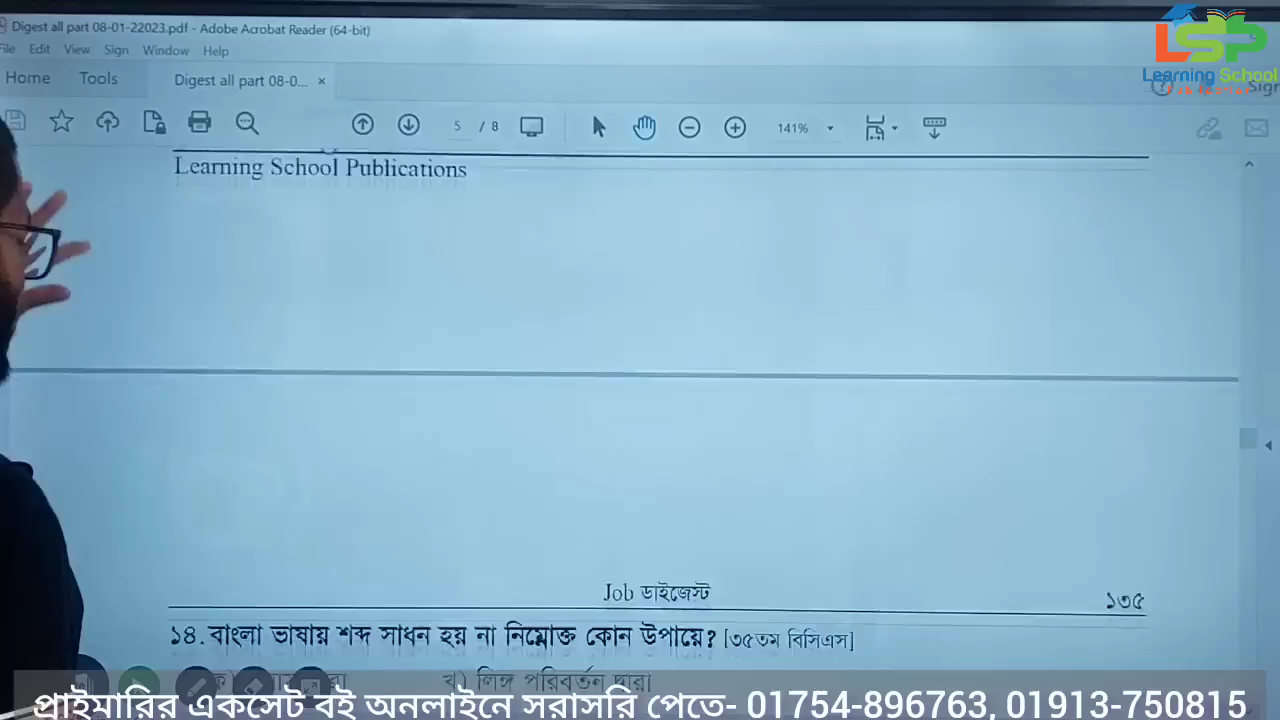 Digest all part 08-01-22023.pdf - Adobe Acrobat Reader (64-bit)
LSP
Learning School
File Edit View Sign Window Help
Home Tools Digest all part 08-0... ×
Sign
5 / 8 141%
Learning School Publications
Job ডাইজেস্ট ১৩৫
১৪. বাংলা ভাষায় শব্দ সাধন হয় না নিম্নোক্ত কোন উপায়ে? [৩৫তম বিসিএস]
খ) লিঙ্গ পরিবর্তন দ্বারা
প্রাইমারির একসেট বই অনলাইনে সরাসরি পেতে- 01754-896763, 01913-750815